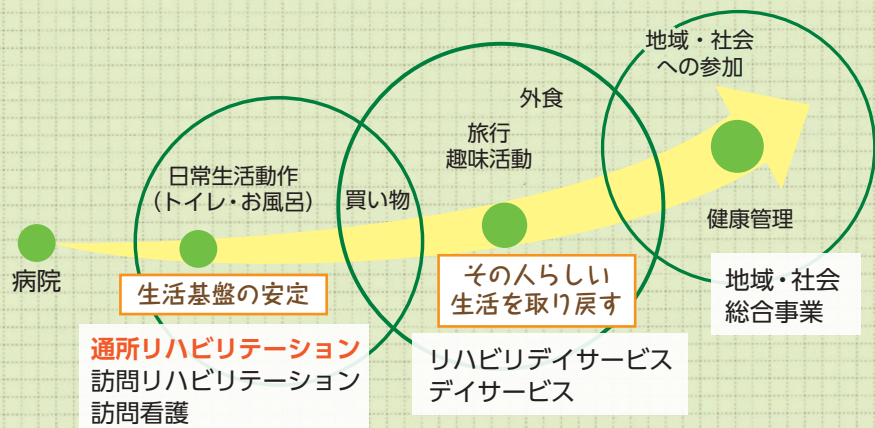 病院
日常生活動作
(トイレ・お風呂)
買い物
生活基盤の安定
通所リハビリテーション
訪問リハビリテーション
訪問看護
外食
旅行
趣味活動
その人らしい
生活を取り戻す
リハビリデイサービス
デイサービス
地域・社会
への参加
健康管理
地域・社会
総合事業